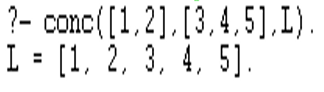 ?- conc([1,2],[3,4,5],L).
L = [1, 2, 3, 4, 5].